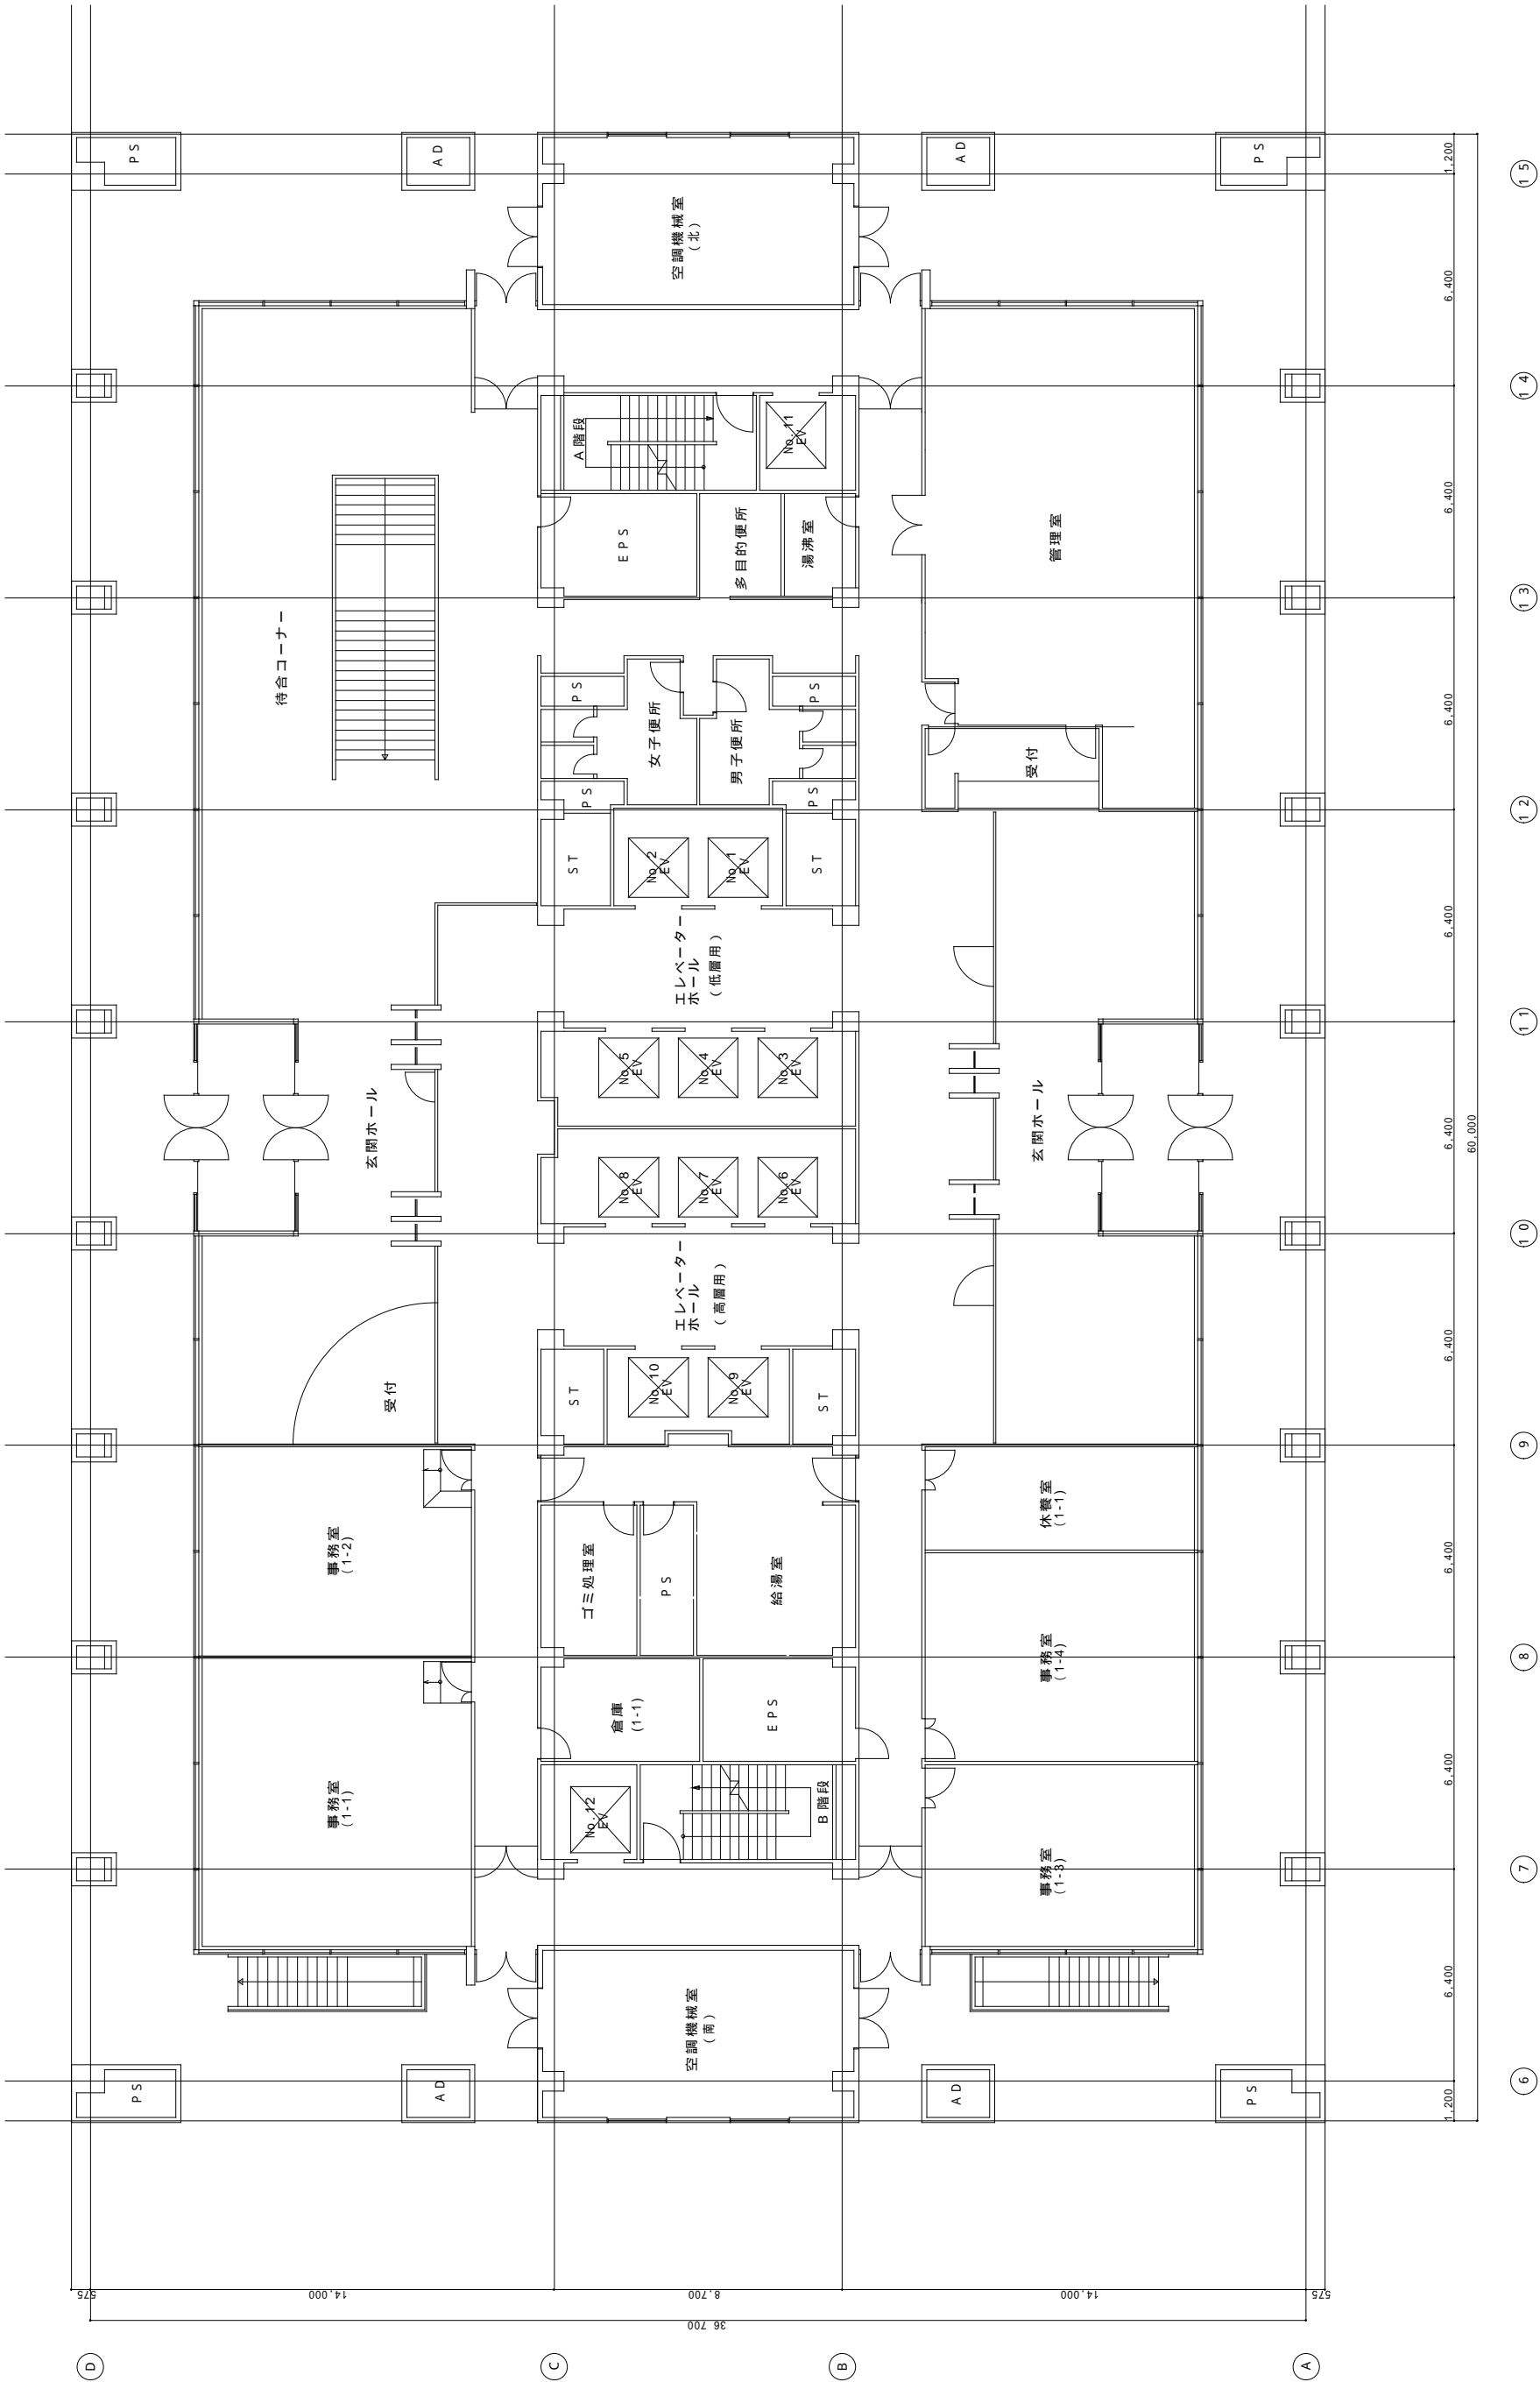 D
PS
PS
575
事務室
(1-1)
事務室
(1-2)
待合コーナー
14,000
受付
玄関ホール
AD
AD
C
No.12
EV
倉庫
(1-1)
ゴミ処理室
ST
ST
PS
PS
A階段
No.10
EV
No.8
EV
No.5
EV
No.2
EV
女子便所
EPS
空調機械室
(南)
PS
エレベーター
ホール
(高層用)
No.7
EV
エレベーター
ホール
(低層用)
空調機械室
(北)
8,700
36,700
No.9
EV
No.4
EV
No.1
EV
男子便所
多目的便所
EPS
給湯室
No.6
EV
No.3
EV
湯沸室
No.11
EV
B階段
ST
ST
PS
PS
B
AD
AD
事務室
(1-3)
事務室
(1-4)
休養室
(1-1)
玄関ホール
受付
管理室
14,000
PS
PS
A
575
1,200
6,400
6,400
6,400
6,400
6,400
6,400
6,400
6,400
6,400
1,200
60,000
6
7
8
9
10
11
12
13
14
15